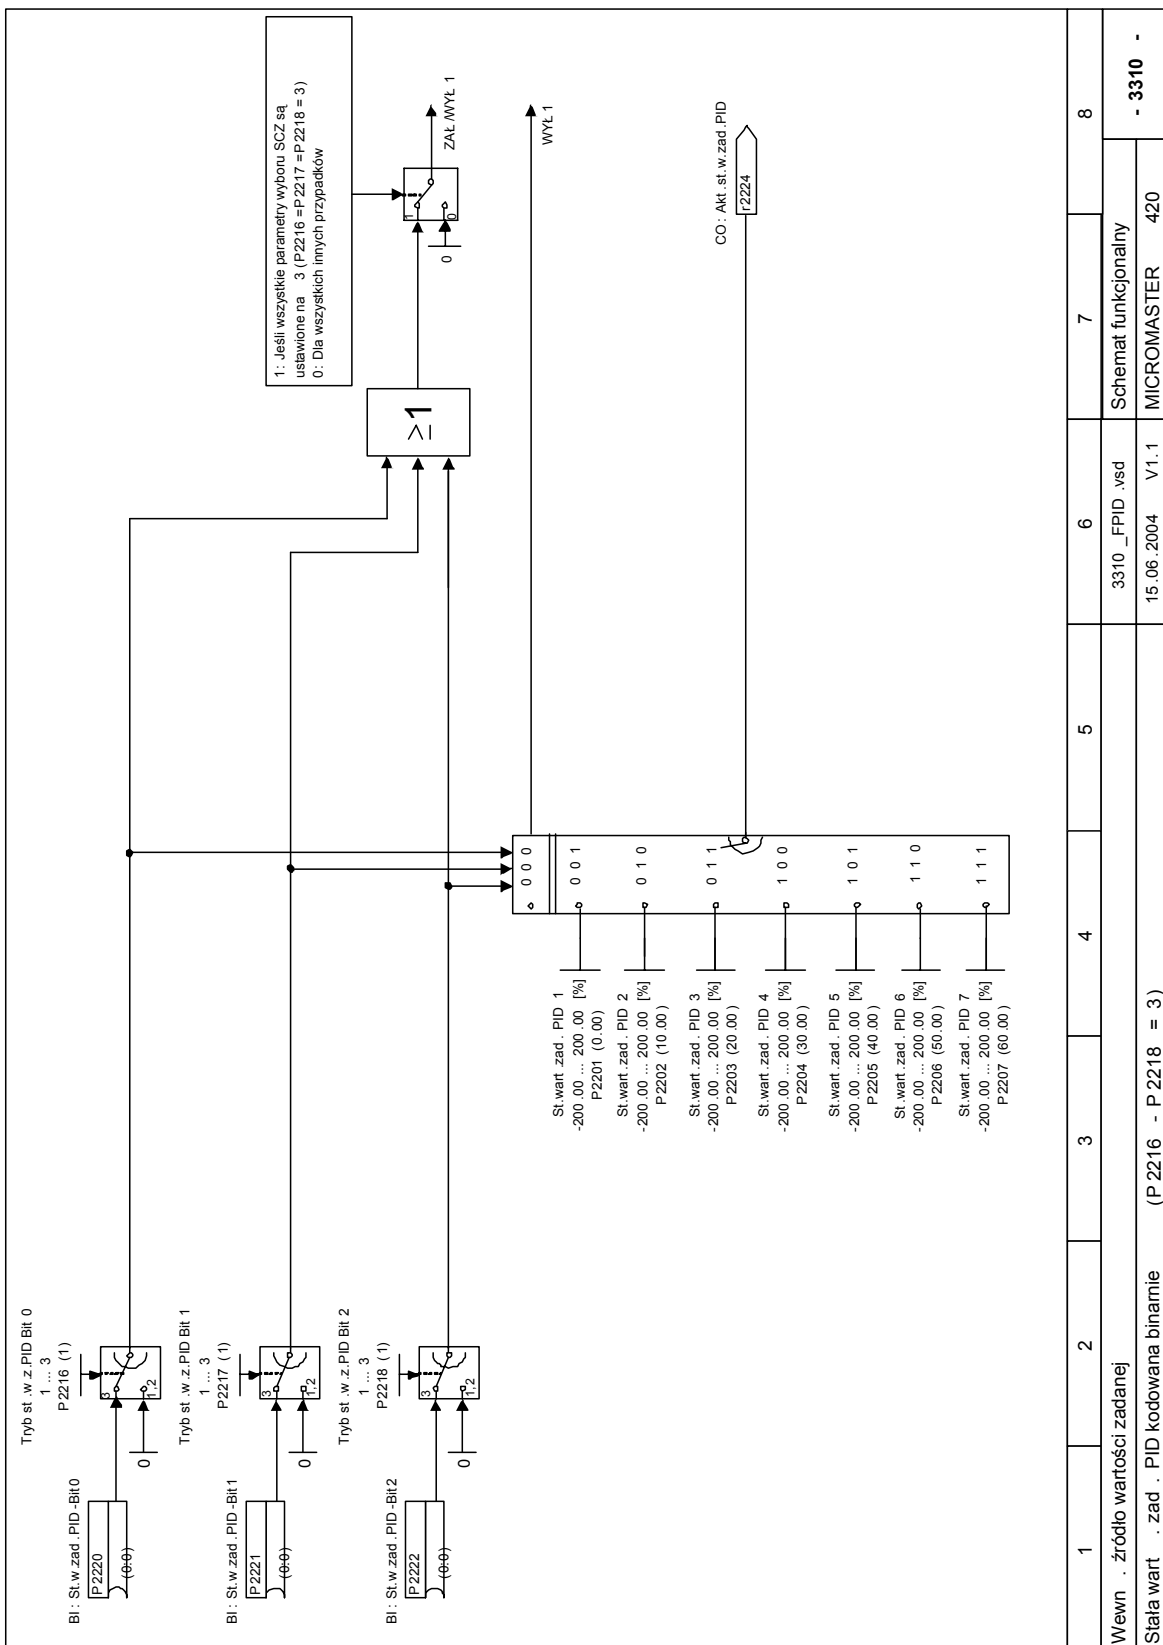 1: Jeśli wszystkie parametry wyboru SCZ są
ustawione na 3 (P2216 =P2217 =P2218 = 3)
0: Dla wszystkich innych przypadków
Tryb st .w .z.PID Bit 0
1 ... 3
P2216 (1)
BI : St.w .zad .PID -Bit 0
P2220
(0:0)
3
1,2
0
Tryb st .w .z.PID Bit 1
1 ... 3
P2217 (1)
BI : St.w .zad .PID -Bit 1
P2221
(0:0)
3
1,2
0
Tryb st .w .z.PID Bit 2
1 ... 3
P2218 (1)
BI : St.w .zad .PID -Bit 2
P2222
(0:0)
3
1,2
0
≥1
1
0
0
ZAŁ /WYŁ 1
WYŁ 1
0 0 0
0 0 1
0 1 0
0 1 1
1 0 0
1 0 1
1 1 0
1 1 1
St.wart .zad . PID 1
-200 .00 ... 200 .00 [%]
P2201 (0.00)
St.wart .zad . PID 2
-200 .00 ... 200 .00 [%]
P2202 (10 .00 )
St.wart .zad . PID 3
-200 .00 ... 200 .00 [%]
P2203 (20 .00 )
St.wart .zad . PID 4
-200 .00 ... 200 .00 [%]
P2204 (30 .00 )
St.wart .zad . PID 5
-200 .00 ... 200 .00 [%]
P2205 (40 .00 )
St.wart .zad . PID 6
-200 .00 ... 200 .00 [%]
P2206 (50 .00 )
St.wart .zad . PID 7
-200 .00 ... 200 .00 [%]
P2207 (60 .00 )
CO : Akt .st.w .zad .PID
r2224
1 2 3 4 5 6 7 8
Wewn . źródło wartości zadanej
3310 _FPID .vsd
Schemat funkcjonalny
- 3310 -
Stała wart . zad . PID kodowana binarnie (P 2216 - P 2218 = 3 )
15.06.2004 V1.1
MICROMASTER 420